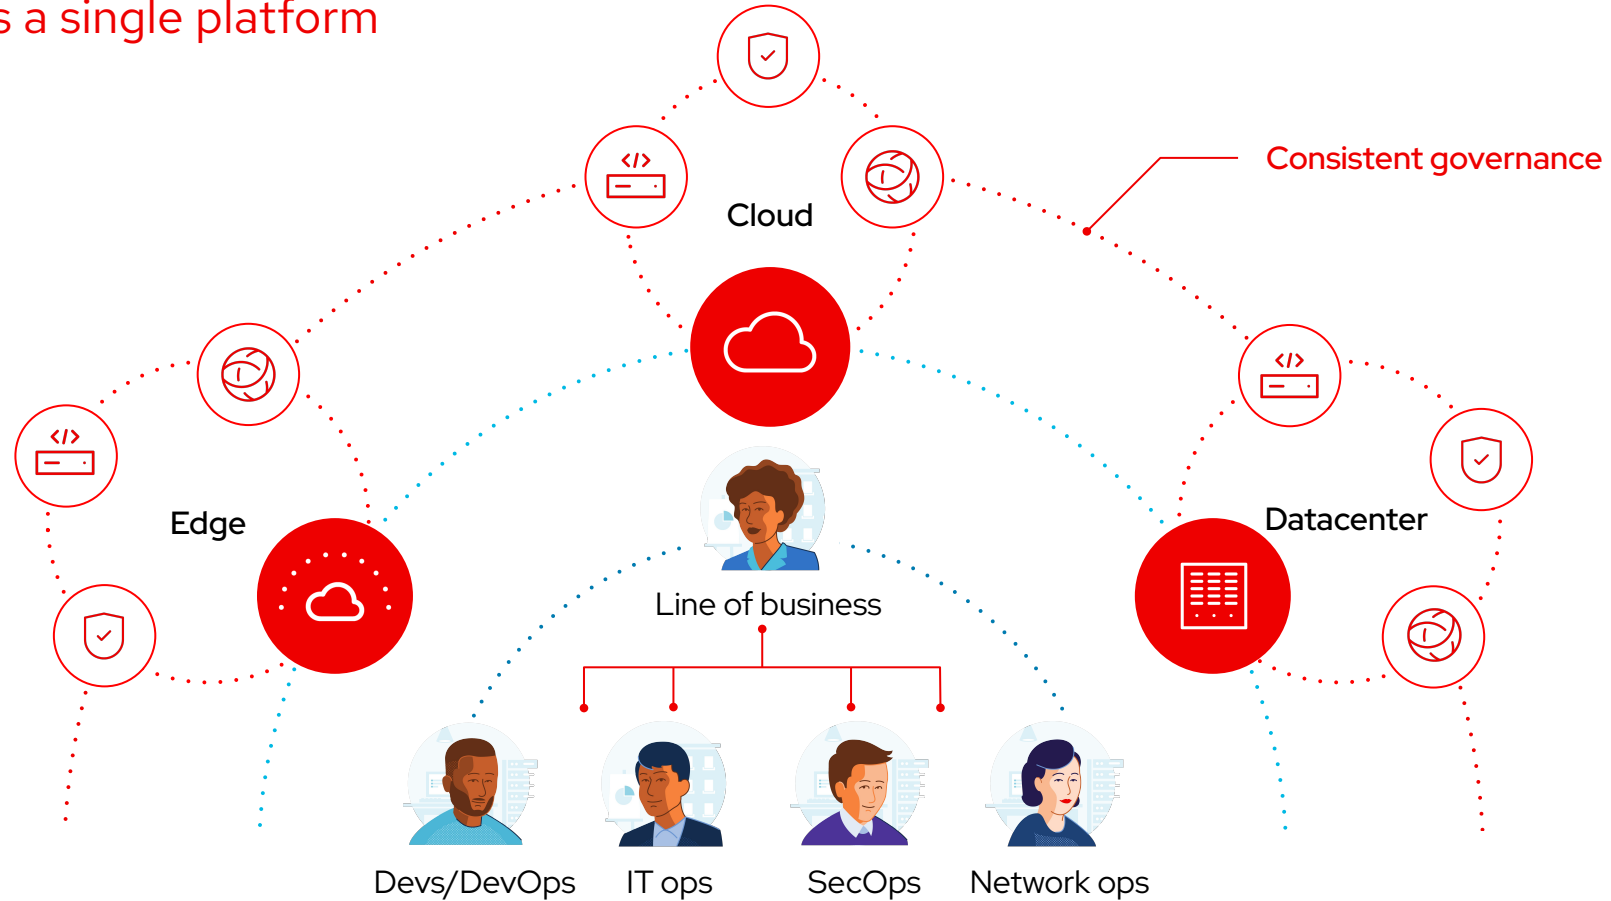 s a single platform
Consistent governance
Cloud
Edge
Datacenter
Line of business
Devs/DevOps
IT ops
SecOps
Network ops